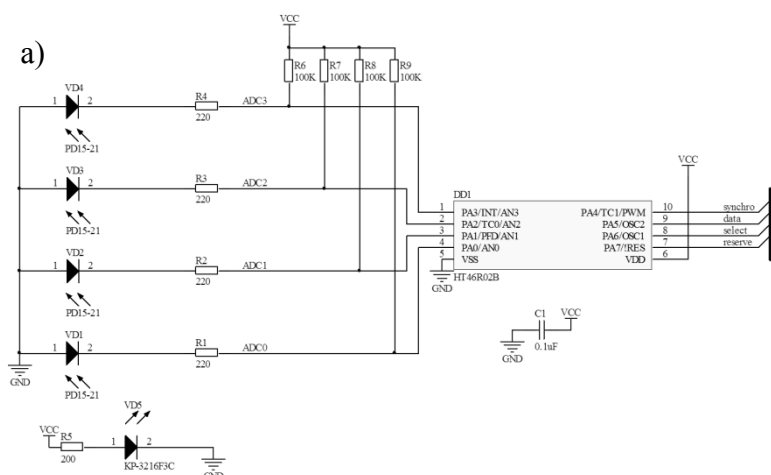 a)
VCC
R6
100K
R7
100K
R8
100K
R9
100K
VD4
1
2
PD15-21
R4
220
ADC3
VD3
1
2
PD15-21
R3
220
ADC2
VD2
1
2
PD15-21
R2
220
ADC1
VD1
1
2
PD15-21
R1
220
ADC0
GND
DD1
1 PA3/INT/AN3 PA4/TC1/PWM 10 synchro
2 PA2/TC0/AN2 PA5/OSC2 9 data
3 PA1/PFD/AN1 PA6/OSC1 8 select
4 PA0/AN0 PA7/!RES 7 reserve
5 VSS VDD 6
HT46R02B
GND
VCC
C1
0.1uF
VCC
GND
VCC
R5
200
VD5
1
2
KP-3216F3C
GND